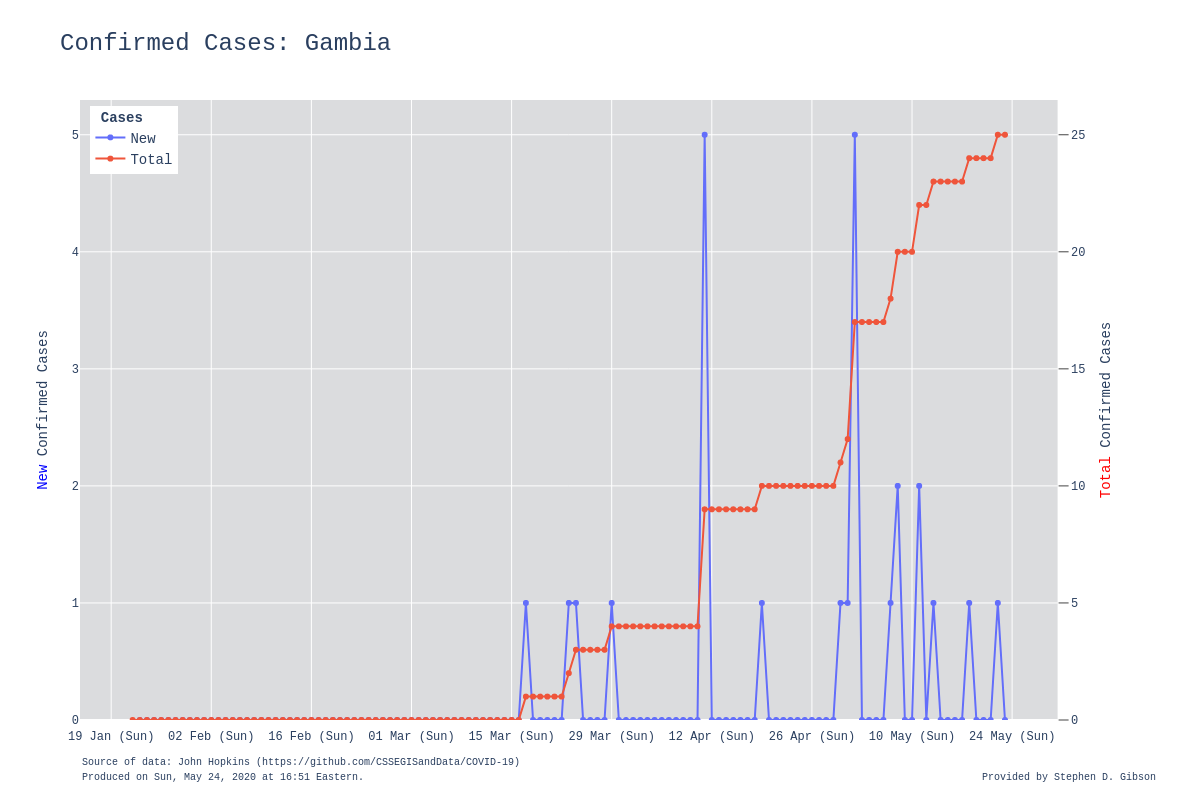 Confirmed Cases: Gambia
Cases
New
Total
5
4
3
2
1
0
25
20
15
10
5
0
New Confirmed Cases
Total Confirmed Cases
19 Jan (Sun) 02 Feb (Sun) 16 Feb (Sun) 01 Mar (Sun) 15 Mar (Sun) 29 Mar (Sun) 12 Apr (Sun) 26 Apr (Sun) 10 May (Sun) 24 May (Sun)
Source of data: John Hopkins (https://github.com/CSSEGISandData/COVID-19)
Produced on Sun, May 24, 2020 at 16:51 Eastern.
Provided by Stephen D. Gibson